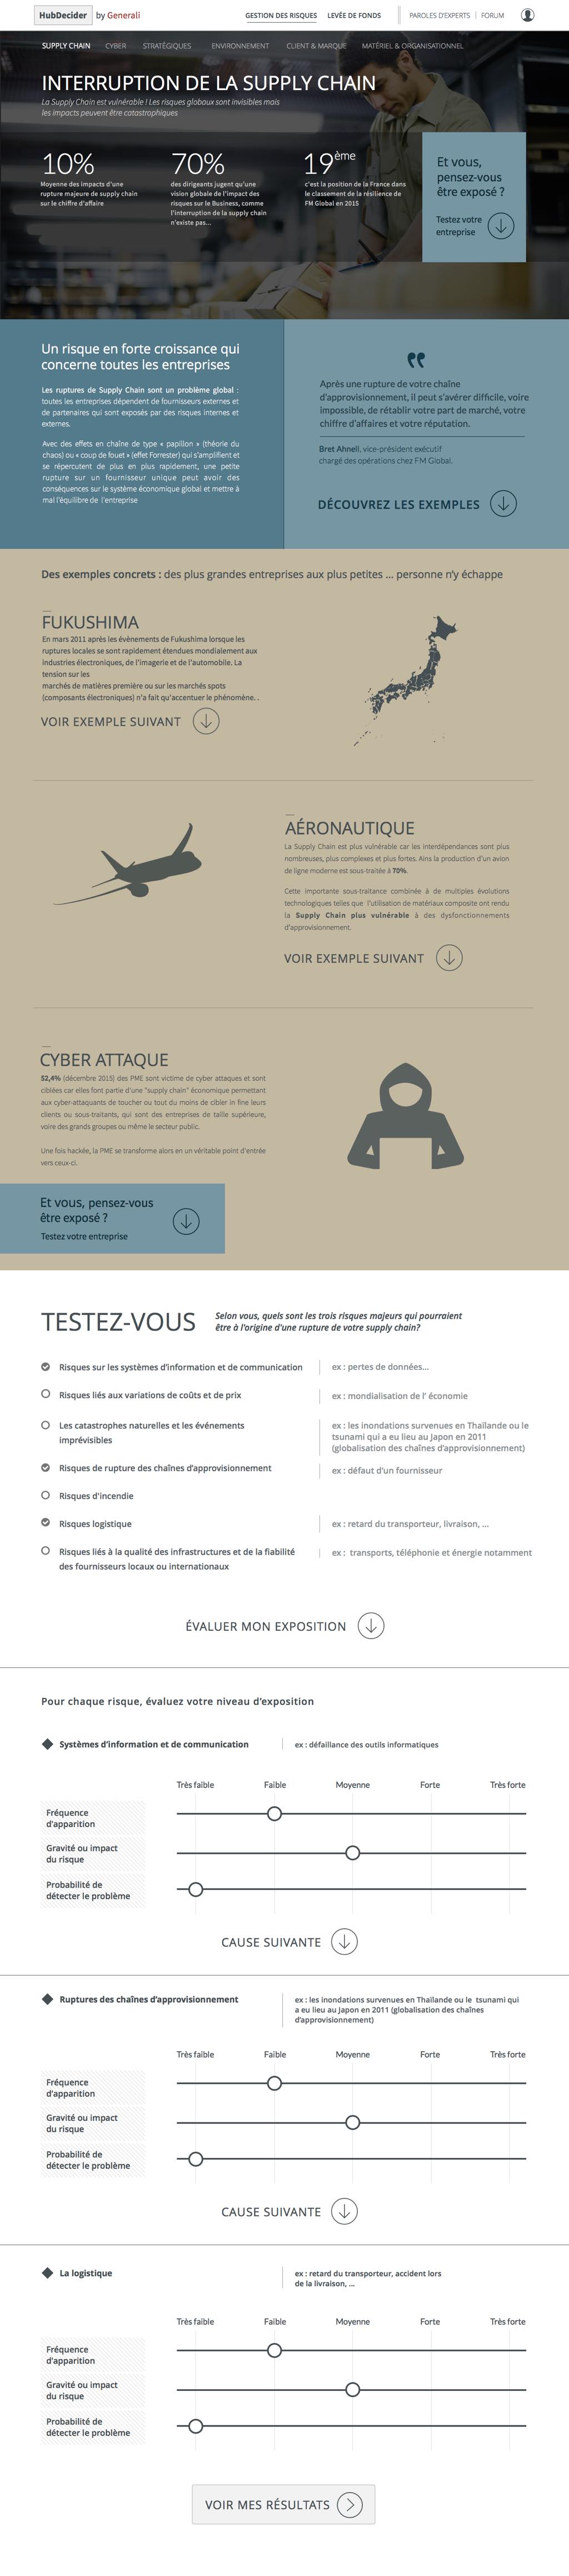 HubDecider by Generali
GESTION DES RISQUES LEVÉE DE FONDS PAROLES D'EXPERTS FORUM
SUPPLY CHAIN CYBER STRATÉGIQUES ENVIRONNEMENT CLIENT & MARQUE MATÉRIEL & ORGANISATIONNEL
INTERRUPTION DE LA SUPPLY CHAIN
La Supply Chain est vulnérable ! Les risques globaux sont invisibles mais
les impacts peuvent être catastrophiques
10%
Moyenne des impacts d'une
rupture majeure de supply chain
sur le chiffre d'affaire
70%
des dirigeants jugent qu'une
vision globale de l'impact des
risques sur le Business, comme
l'interruption de la supply chain
n'existe pas...
19ème
c'est la position de la France dans
le classement de la résilience de
FM Global en 2015
Et vous,
pensez-vous
être exposé ?
Testez votre
entreprise
Un risque en forte croissance qui
concerne toutes les entreprises
Les ruptures de Supply Chain sont un problème global :
toutes les entreprises dépendent de fournisseurs externes et
de partenaires qui sont exposés par des risques internes et
externes.
Avec des effets en chaîne de type « papillon » (théorie du
chaos) ou « coup de fouet » (effet Forrester) qui s'amplifient et
se répercutent de plus en plus rapidement, une petite
rupture sur un fournisseur unique peut avoir des
conséquences sur le système économique global et mettre à
mal l'équilibre de l'entreprise
Après une rupture de votre chaîne
d'approvisionnement, il peut s'avérer difficile, voire
impossible, de rétablir votre part de marché, votre
chiffre d'affaires et votre réputation.
Bret Ahnell, vice-président exécutif
chargé des opérations chez FM Global.
DÉCOUVREZ LES EXEMPLES
Des exemples concrets : des plus grandes entreprises aux plus petites ... personne n'y échappe
FUKUSHIMA
En mars 2011 après les évènements de Fukushima lorsque les
ruptures locales se sont rapidement étendues mondialement aux
industries électroniques, de l'imagerie et de l'automobile. La
tension sur les
marchés de matières première ou sur les marchés spots
(composants électroniques) n'a fait qu'accentuer le phénomène. .
VOIR EXEMPLE SUIVANT
AÉRONAUTIQUE
La Supply Chain est plus vulnérable car les interdépendances sont plus
nombreuses, plus complexes et plus fortes. Ains la production d'un avion
de ligne moderne est sous-traitée à 70%.
Cette importante sous-traitance combinée à de multiples évolutions
technologiques telles que l'utilisation de matériaux composite ont rendu
la Supply Chain plus vulnérable à des dysfonctionnements
d'approvisionnement.
VOIR EXEMPLE SUIVANT
CYBER ATTAQUE
52,4% (décembre 2015) des PME sont victime de cyber attaques et sont
ciblées car elles font partie d'une "supply chain" économique permettant
aux cyber-attaquants de toucher ou tout du moins de cibler in fine leurs
clients ou sous-traitants, qui sont des entreprises de taille supérieure,
voire des grands groupes ou même le secteur public.
Une fois hackée, la PME se transforme alors en un véritable point d'entrée
vers ceux-ci.
Et vous, pensez-vous
être exposé ?
Testez votre entreprise
TESTEZ-VOUS
Selon vous, quels sont les trois risques majeurs qui pourraient
être à l'origine d'une rupture de votre supply chain?
Risques sur les systèmes d'information et de communication
ex : pertes de données...
Risques liés aux variations de coûts et de prix
ex : mondialisation de l' économie
Les catastrophes naturelles et les événements
imprévisibles
ex : les inondations survenues en Thaïlande ou le
tsunami qui a eu lieu au Japon en 2011
(globalisation des chaînes d'approvisionnement)
Risques de rupture des chaînes d'approvisionnement
ex : défaut d'un fournisseur
Risques d'incendie
Risques logistique
ex : retard du transporteur, livraison, ...
Risques liés à la qualité des infrastructures et de la fiabilité
des fournisseurs locaux ou internationaux
ex : transports, téléphonie et énergie notamment
ÉVALUER MON EXPOSITION
Pour chaque risque, évaluez votre niveau d'exposition
Systèmes d'information et de communication
ex : défaillance des outils informatiques
Très faible Faible Moyenne Forte Très forte
Fréquence
d'apparition
Gravité ou impact
du risque
Probabilité de
détecter le problème
CAUSE SUIVANTE
Ruptures des chaînes d'approvisionnement
ex : les inondations survenues en Thaïlande ou le tsunami qui
a eu lieu au Japon en 2011 (globalisation des chaînes
d'approvisionnement)
Très faible Faible Moyenne Forte Très forte
Fréquence
d'apparition
Gravité ou impact
du risque
Probabilité de
détecter le problème
CAUSE SUIVANTE
La logistique
ex : retard du transporteur, accident lors
de la livraison, ...
Très faible Faible Moyenne Forte Très forte
Fréquence
d'apparition
Gravité ou impact
du risque
Probabilité de
détecter le problème
VOIR MES RÉSULTATS